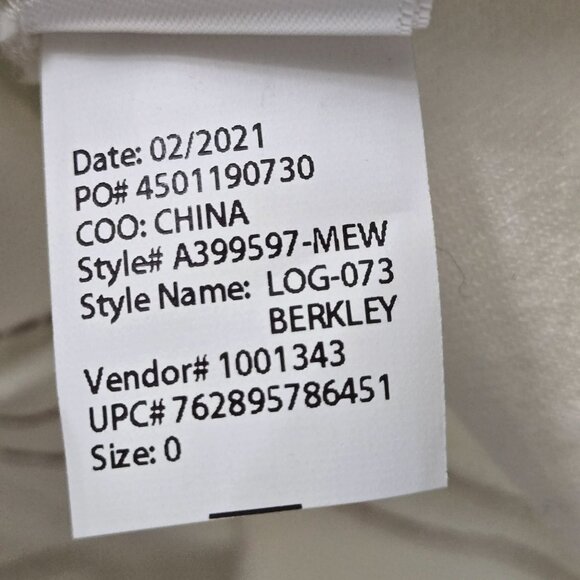 Date: 02/2021
PO# 4501190730
COO: CHINA
Style# A399597-MEW
Style Name: LOG-073
BERKLEY
Vendor# 1001343
UPC# 762895786451
Size: 0